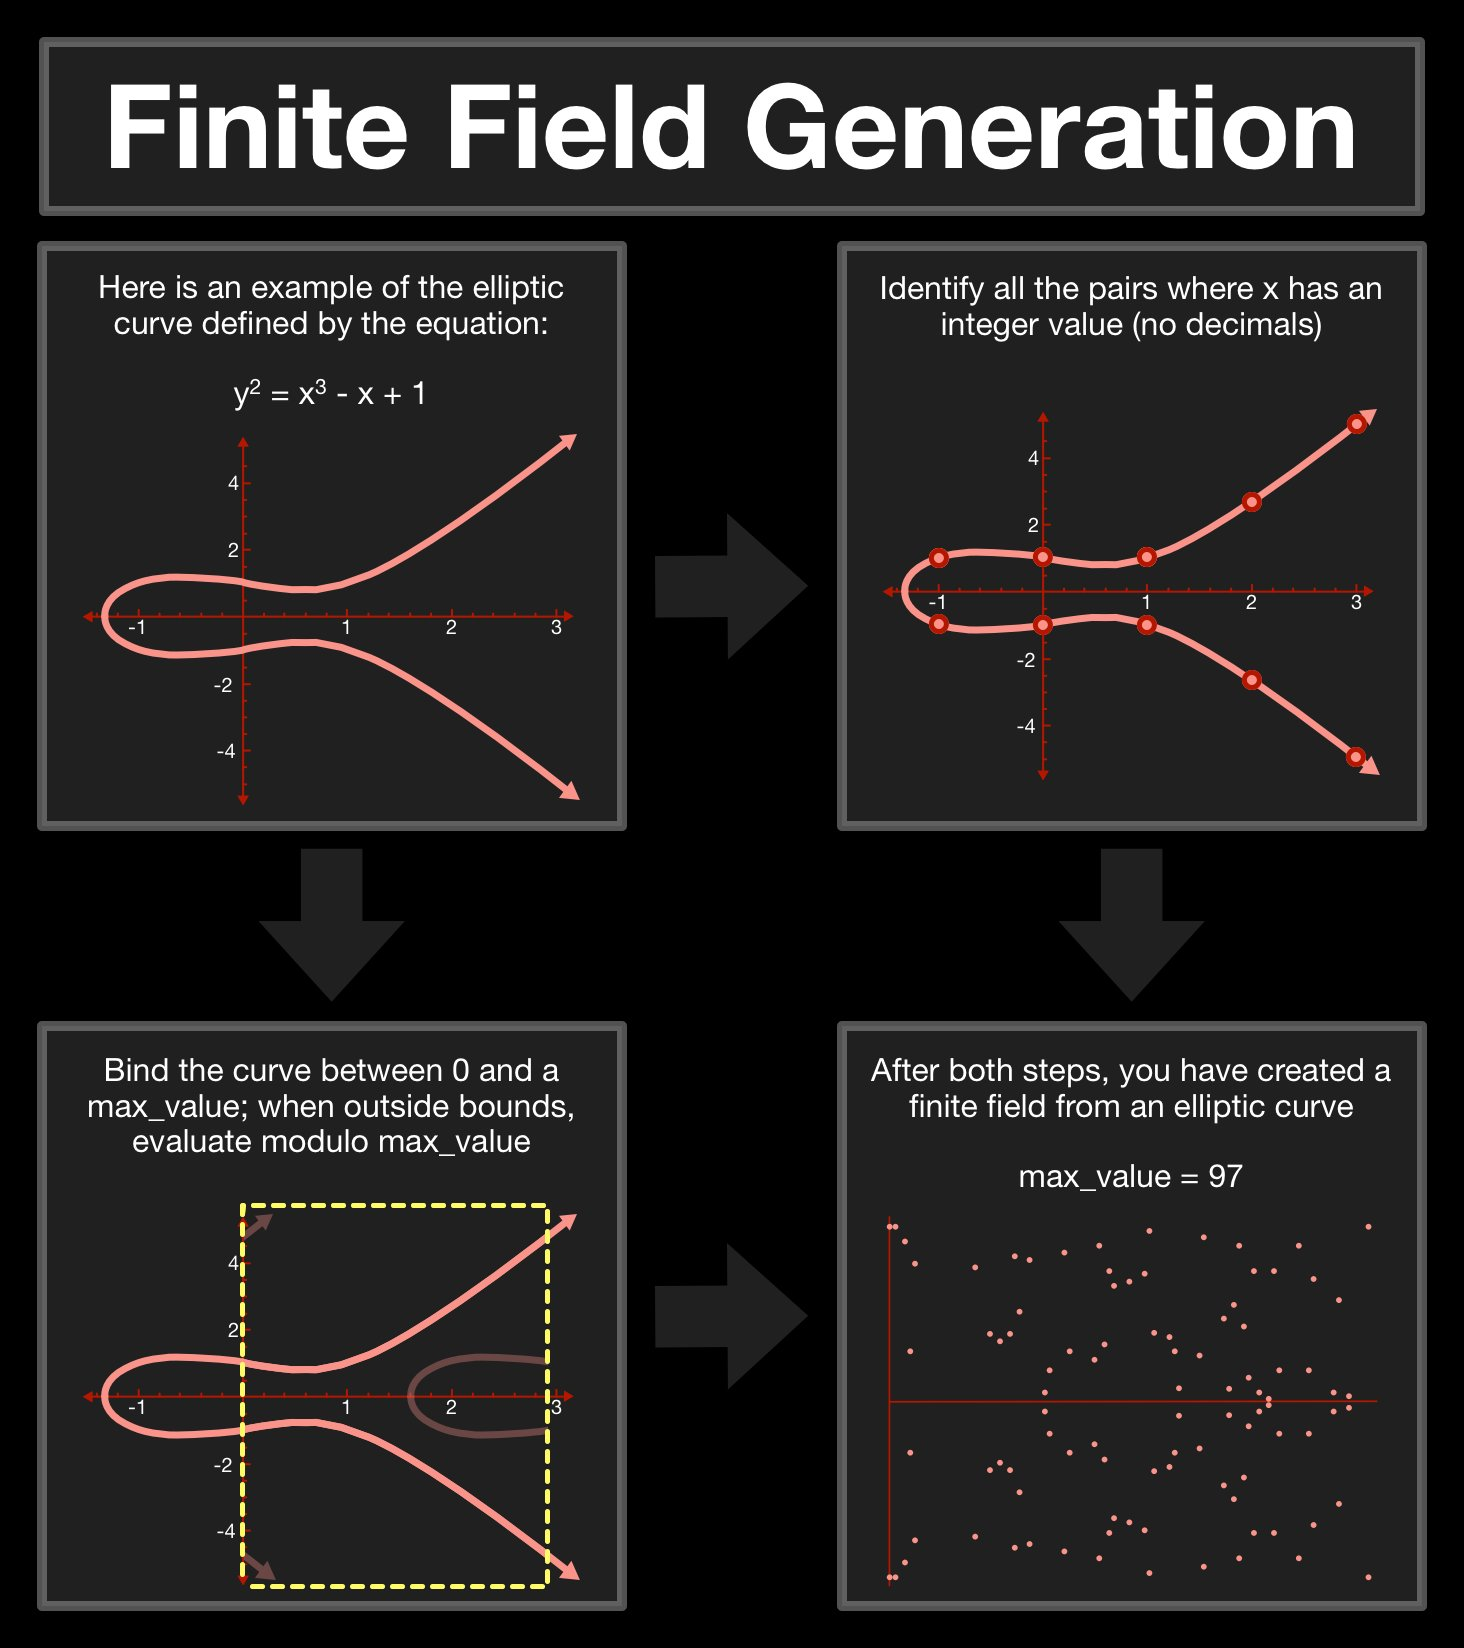 Finite Field Generation
Here is an example of the elliptic
curve defined by the equation:
y² = x³ - x + 1
4
2
-1
1
2
3
-2
-4
Identify all the pairs where x has an
integer value (no decimals)
4
2
-1
1
2
3
-2
-4
Bind the curve between 0 and a
max_value; when outside bounds,
evaluate modulo max_value
4
2
-1
1
2
3
-2
-4
After both steps, you have created a
finite field from an elliptic curve
max_value = 97